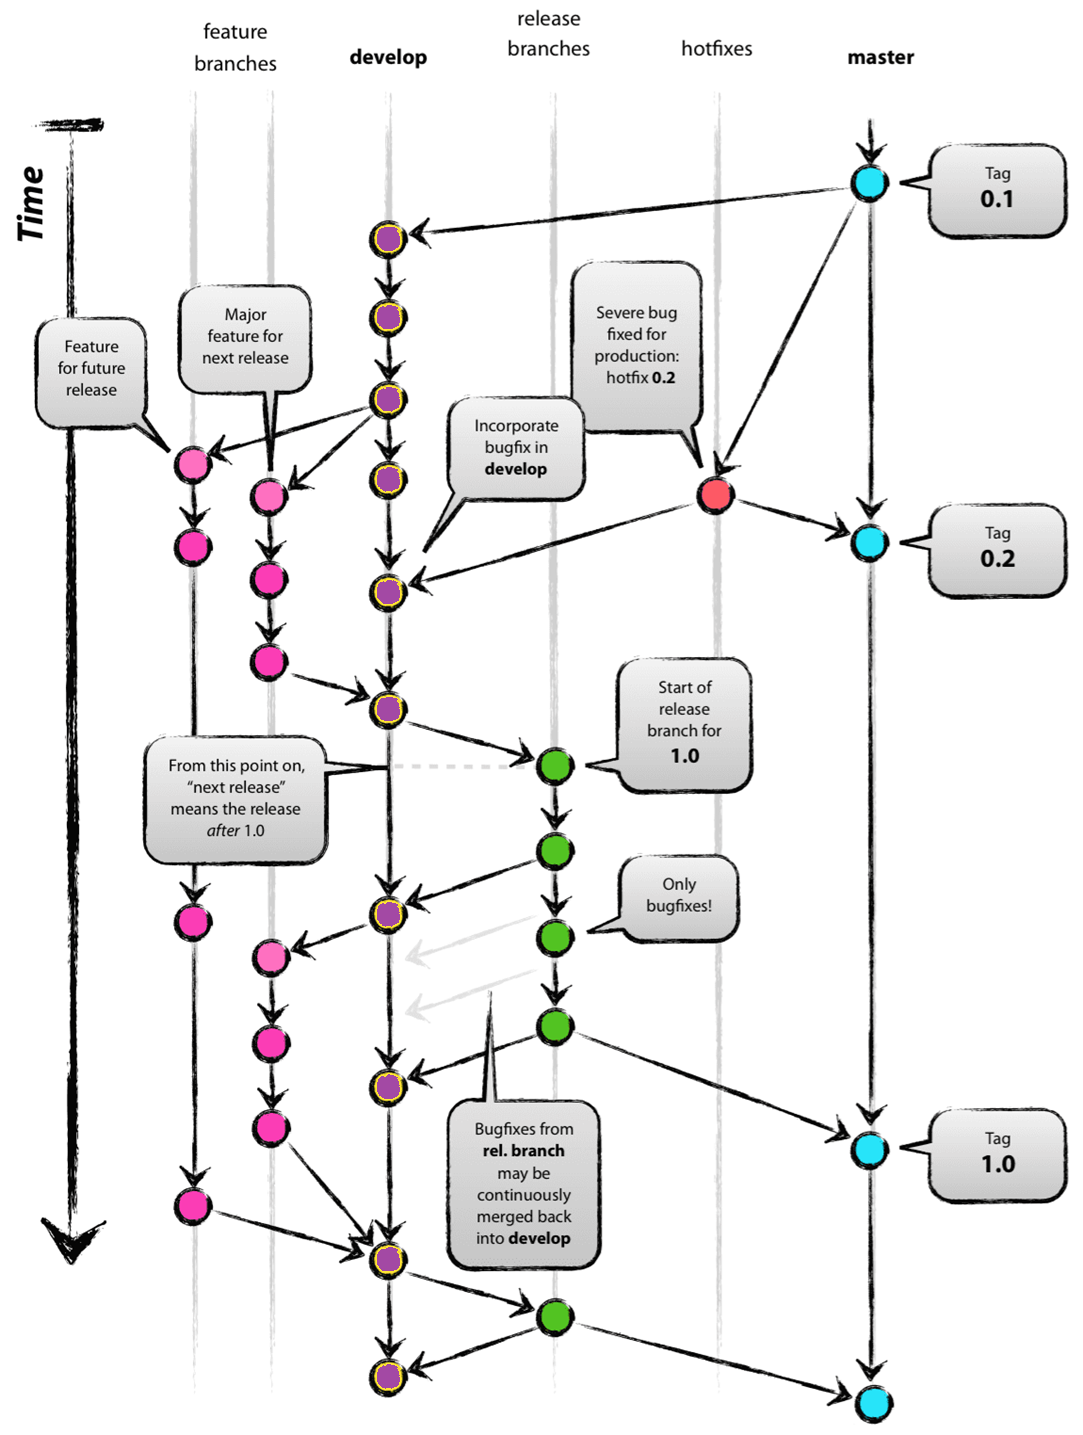 feature
branches
develop
release
branches
hotfixes
master
Time
Tag
0.1
Major
feature for
next release
Feature
for future
release
Severe bug
fixed for
production:
hotfix 0.2
Incorporate
bugfix in
develop
Tag
0.2
Start of
release
branch for
1.0
From this point on,
“next release”
means the release
after 1.0
Only
bugfixes!
Bugfixes from
rel. branch
may be
continuously
merged back
into develop
Tag
1.0